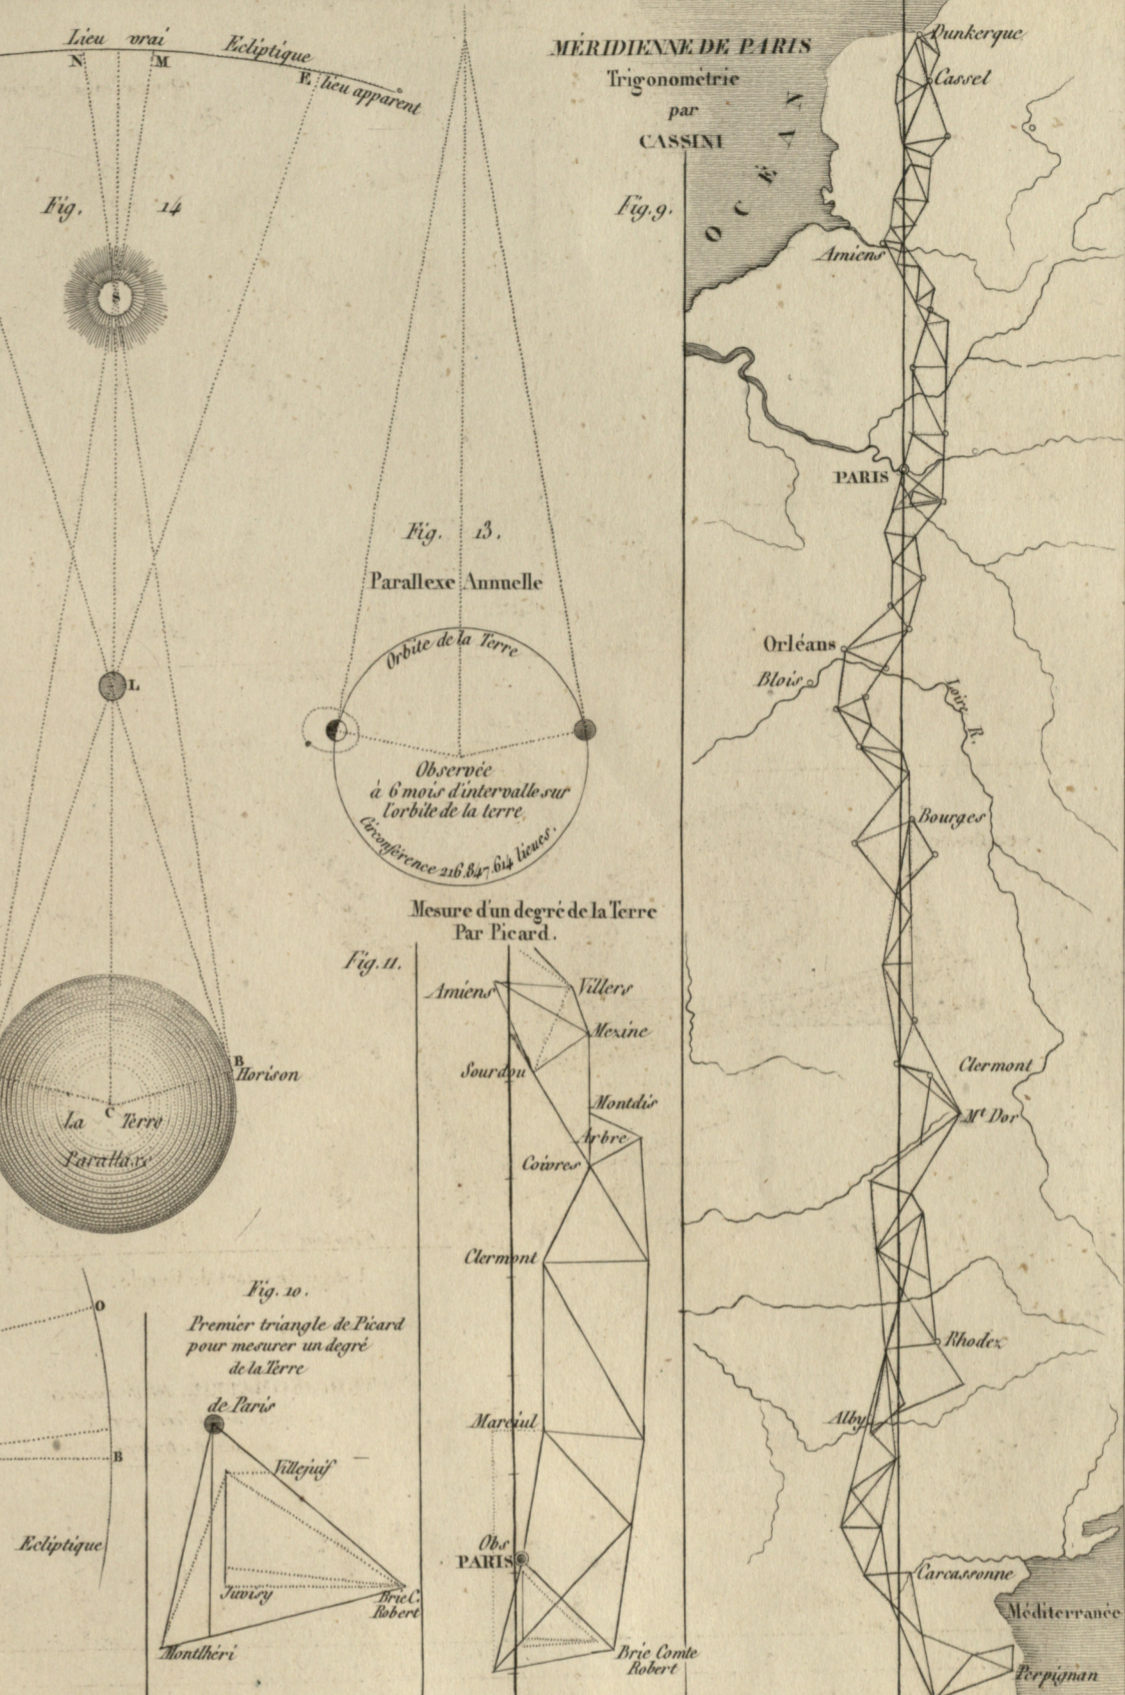 Lieu vrai
N
M
Ecliptique
E
lieu apparent
Fig. 14
S
L
B
Horison
C
La Terre
Parallaxe
Fig. 13.
Parallexe Annuelle
Orbite de la Terre
Observée
à 6 mois d'intervalle sur
l'orbite de la terre
Circonférence 216,847,614 lieues.
MÉRIDIENNE DE PARIS
Trigonométrie
par
CASSINI
Fig. 9.
OCÉAN
Dunkerque
Cassel
Amiens
PARIS
Orléans
Blois
Loire R.
Bourges
Clermont
Mt Dor
Rhodez
Alby
Carcassonne
Méditerranée
Perpignan
Mesure d'un degré de la Terre
Par Picard.
Fig. 11.
Amiens
Villers
Mezine
Sourdou
Montdis
Arbre
Coivres
Clermont
Mareiul
Obs
PARIS
Brie Comte
Robert
O
B
Ecliptique
Fig. 10.
Premier triangle de Picard
pour mesurer un degré
de la Terre
de Paris
Villejuif
Juvisy
Brie C.
Robert
Montlhéri